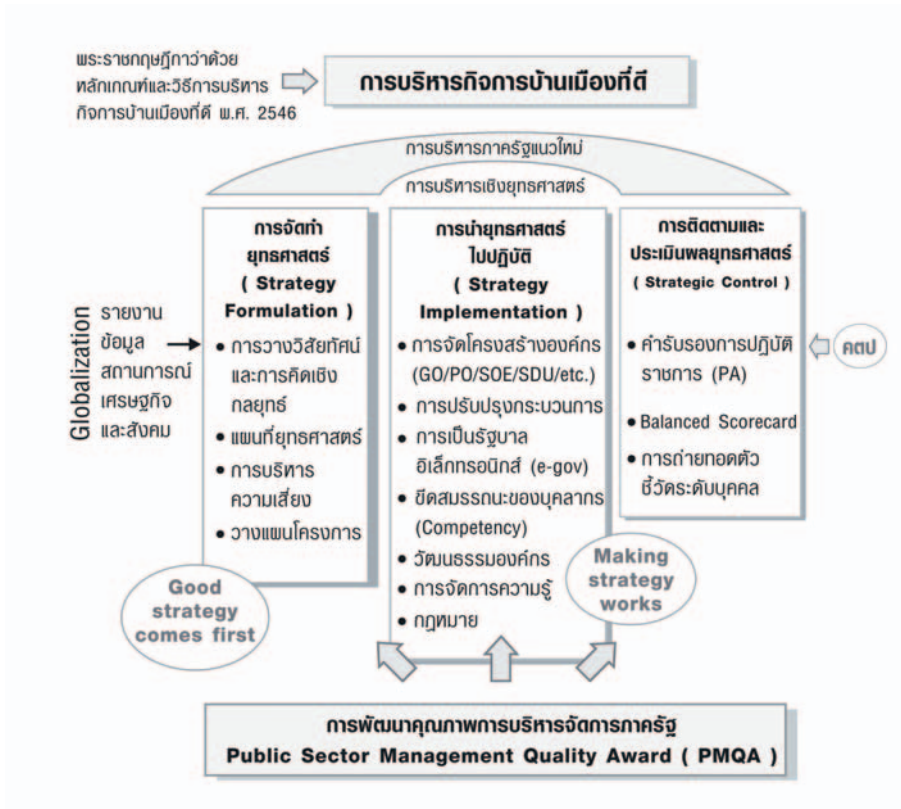 พระราชกฤษฎีกาว่าด้วย
หลักเกณฑ์และวิธีการบริหาร
กิจการบ้านเมืองที่ดี พ.ศ. 2546
การบริหารกิจการบ้านเมืองที่ดี
การบริหารภาครัฐแนวใหม่
การบริหารเชิงยุทธศาสตร์
Globalization
รายงาน
ข้อมูล
สถานการณ์
เศรษฐกิจ
และสังคม
การจัดทำ
ยุทธศาสตร์
( Strategy
Formulation )
• การวางวิสัยทัศน์
และการคิดเชิง
กลยุทธ์
• แผนที่ยุทธศาสตร์
• การบริหาร
ความเสี่ยง
• วางแผนโครงการ
Good
strategy
comes first
การนำยุทธศาสตร์
ไปปฏิบัติ
( Strategy
Implementation )
• การจัดโครงสร้างองค์กร
(GO/PO/SOE/SDU/etc.)
• การปรับปรุงกระบวนการ
• การเป็นรัฐบาล
อิเล็กทรอนิกส์ (e-gov)
• ขีดสมรรถนะของบุคลากร
(Competency)
• วัฒนธรรมองค์กร
• การจัดการความรู้
• กฎหมาย
Making
strategy
works
การติดตามและ
ประเมินผลยุทธศาสตร์
( Strategic Control )
• คำรับรองการปฏิบัติ
ราชการ (PA)
• Balanced Scorecard
• การถ่ายทอดตัว
ชี้วัดระดับบุคคล
คตป
การพัฒนาคุณภาพการบริหารจัดการภาครัฐ
Public Sector Management Quality Award ( PMQA )